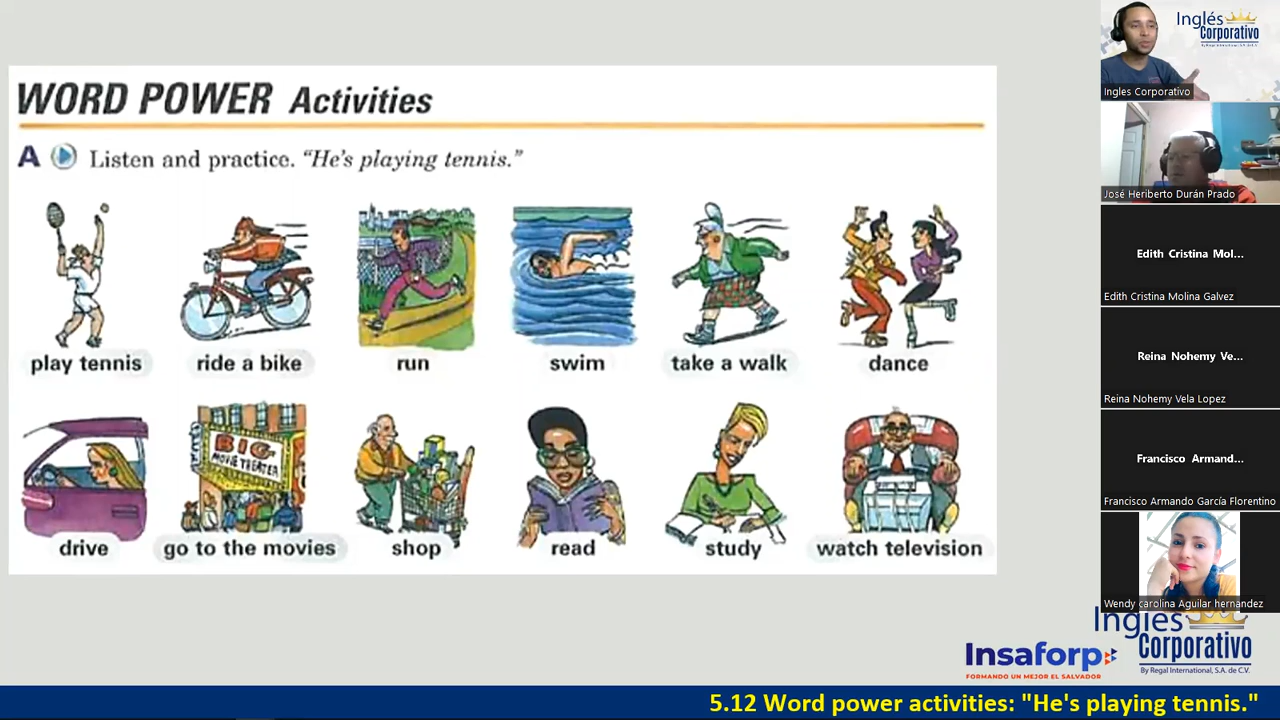 WORD POWER Activities
A Listen and practice. “He’s playing tennis.”
play tennis
ride a bike
run
swim
take a walk
dance
BIG
MOVIE THEATER
drive
go to the movies
shop
read
study
watch television
Inglés
Corporativo
Ingles Corporativo
José Heriberto Durán Prado
Edith Cristina Mol...
Edith Cristina Molina Galvez
Reina Nohemy Ve...
Reina Nohemy Vela Lopez
Francisco Armand...
Francisco Armando García Florentino
Wendy carolina Aguilar hernandez
Inglés
Corporativo
By Regal International, S.A. de C.V.
Insaforp
FORMANDO UN MEJOR EL SALVADOR
5.12 Word power activities: "He's playing tennis."